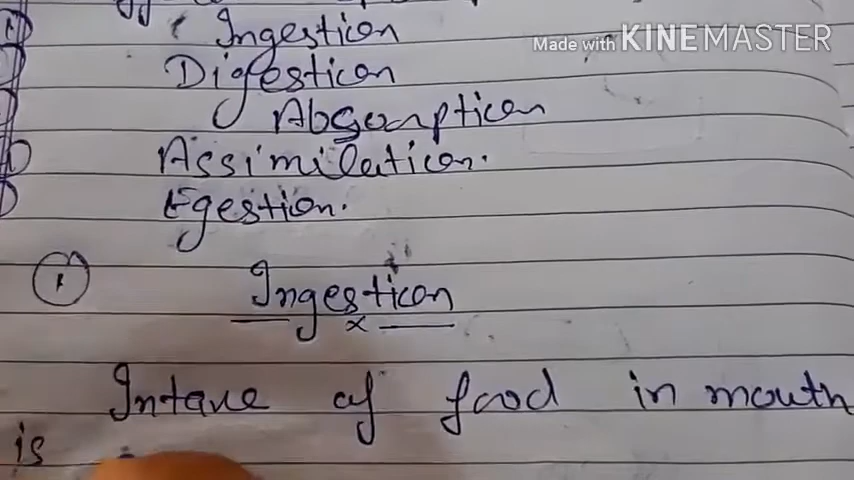 Ingestion
Made with KINEMASTER
Digestion
Absorption
Assimilation.
Egestion.
1 Ingestion
Intake of food in mouth
is